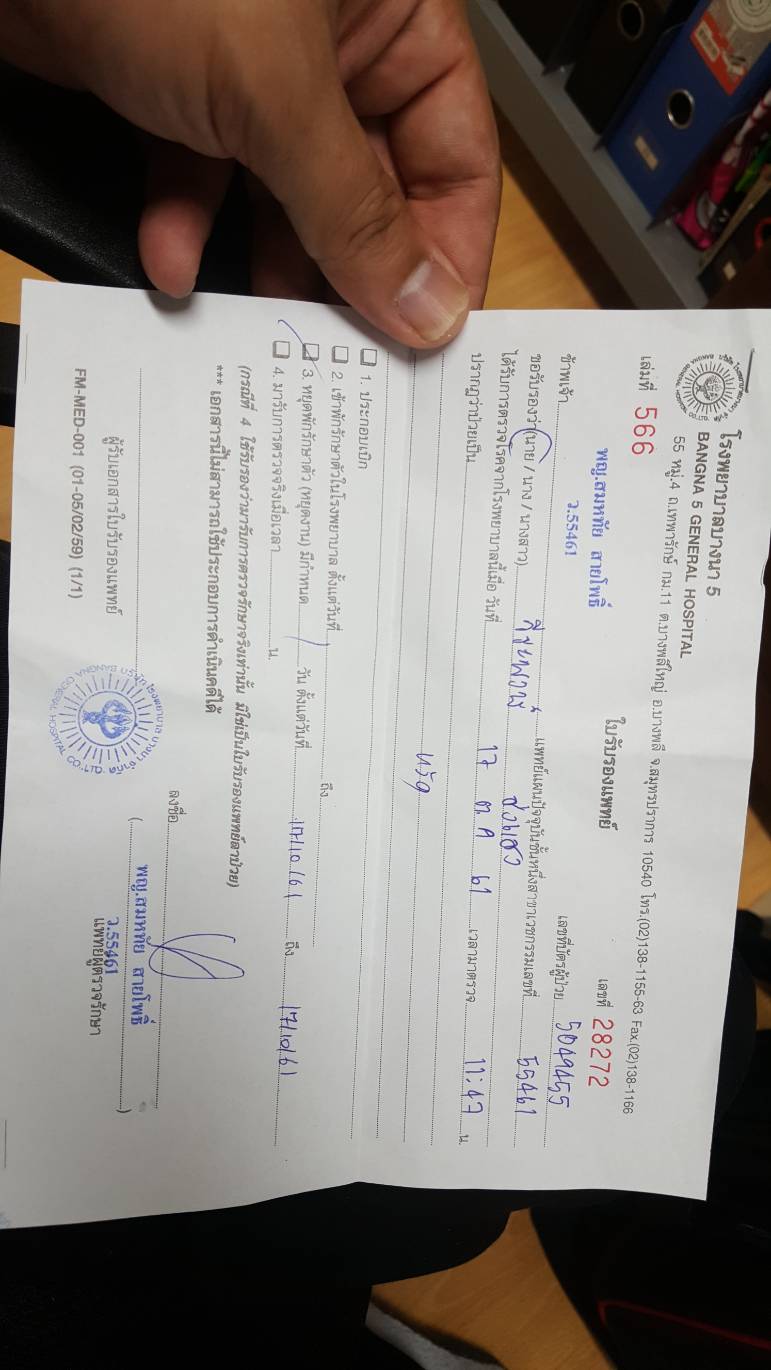 โรงพยาบาลบางนา 5
BANGNA 5 GENERAL HOSPITAL
55 หมู่.4 ถ.เทพารักษ์ กม.11 ต.บางพลีใหญ่ อ.บางพลี จ.สมุทรปราการ 10540 โทร.(02)138-1155-63 Fax.(02)138-1166
เล่มที่ 566
ใบรับรองแพทย์
เลขที่ 28272
พญ.สมหทัย สายโพธิ์
ว.55461
เลขที่บัตรผู้ป่วย 5049455
ข้าพเจ้า แพทย์แผนปัจจุบันชั้นหนึ่งสาขาเวชกรรมเลขที่ 55461
ขอรับรองว่า (นาย / นาง / นางสาว)
ได้รับการตรวจโรคจากโรงพยาบาลนี้เมื่อ วันที่ 17 ต.ค 61 เวลามาตรวจ 11:47 น.
ปรากฏว่าป่วยเป็น
หวัด
1. ประกอบเบิก
2. เข้าพักรักษาตัวในโรงพยาบาล ตั้งแต่วันที่ ถึง
3. หยุดพักรักษาตัว (หยุดงาน) มีกำหนด 1 วัน ตั้งแต่วันที่ 17/10/61 ถึง 17/10/61
4. มารับการตรวจจริงเมื่อเวลา น.
(กรณีที่ 4 ใช้รับรองว่ามารับการตรวจรักษาจริงเท่านั้น มิใช่เป็นใบรับรองแพทย์ลาป่วย)
*** เอกสารนี้ไม่สามารถใช้ประกอบการดำเนินคดีได้
ลงชื่อ
(พญ.สมหทัย สายโพธิ์)
ว.55461
แพทย์ผู้ตรวจรักษา
ผู้รับเอกสารใบรับรองแพทย์
บริษัท โรงพยาบาล บางนา จำกัด
BANGNA GENERAL HOSPITAL CO.,LTD.
FM-MED-001 (01-05/02/59) (1/1)